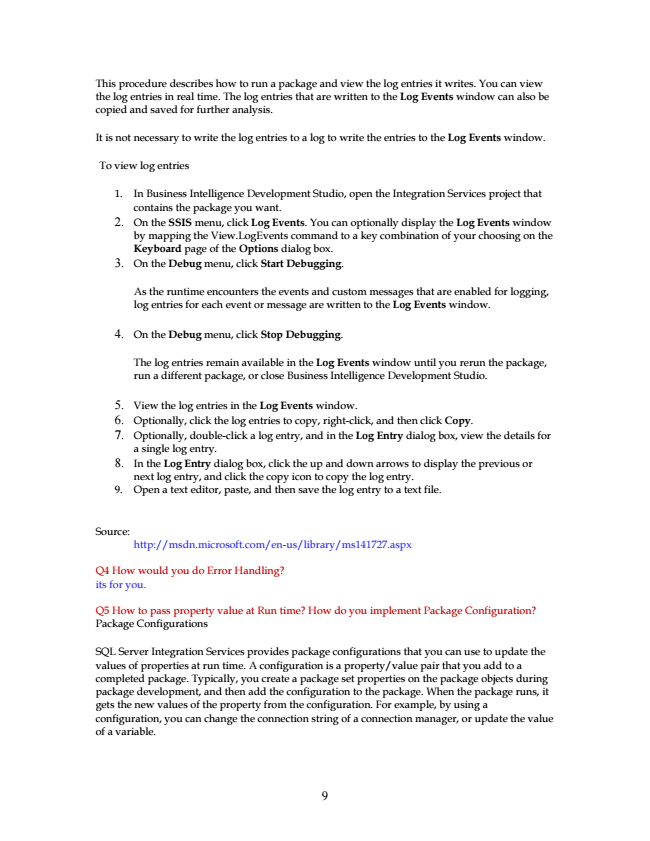 This procedure describes how to run a package and view the log entries it writes. You can view
the log entries in real time. The log entries that are written to the Log Events window can also be
copied and saved for further analysis.
It is not necessary to write the log entries to a log to write the entries to the Log Events window.
To view log entries
1. In Business Intelligence Development Studio, open the Integration Services project that
contains the package you want.
2. On the SSIS menu, click Log Events. You can optionally display the Log Events window
by mapping the View.LogEvents command to a key combination of your choosing on the
Keyboard page of the Options dialog box.
3. On the Debug menu, click Start Debugging.
As the runtime encounters the events and custom messages that are enabled for logging,
log entries for each event or message are written to the Log Events window.
4. On the Debug menu, click Stop Debugging.
The log entries remain available in the Log Events window until you rerun the package,
run a different package, or close Business Intelligence Development Studio.
5. View the log entries in the Log Events window.
6. Optionally, click the log entries to copy, right-click, and then click Copy.
7. Optionally, double-click a log entry, and in the Log Entry dialog box, view the details for
a single log entry.
8. In the Log Entry dialog box, click the up and down arrows to display the previous or
next log entry, and click the copy icon to copy the log entry.
9. Open a text editor, paste, and then save the log entry to a text file.
Source:
http://msdn.microsoft.com/en-us/library/ms141727.aspx
Q4 How would you do Error Handling?
its for you.
Q5 How to pass property value at Run time? How do you implement Package Configuration?
Package Configurations
SQL Server Integration Services provides package configurations that you can use to update the
values of properties at run time. A configuration is a property/value pair that you add to a
completed package. Typically, you create a package set properties on the package objects during
package development, and then add the configuration to the package. When the package runs, it
gets the new values of the property from the configuration. For example, by using a
configuration, you can change the connection string of a connection manager, or update the value
of a variable.
9